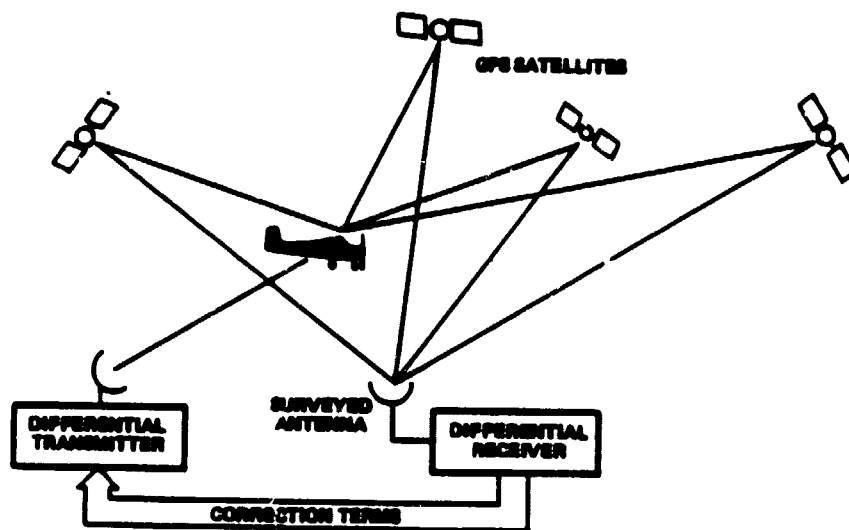 GPS SATELLITES
SURVEYED
ANTENNA
DIFFERENTIAL
TRANSMITTER
DIFFERENTIAL
RECEIVER
CORRECTION TERMS